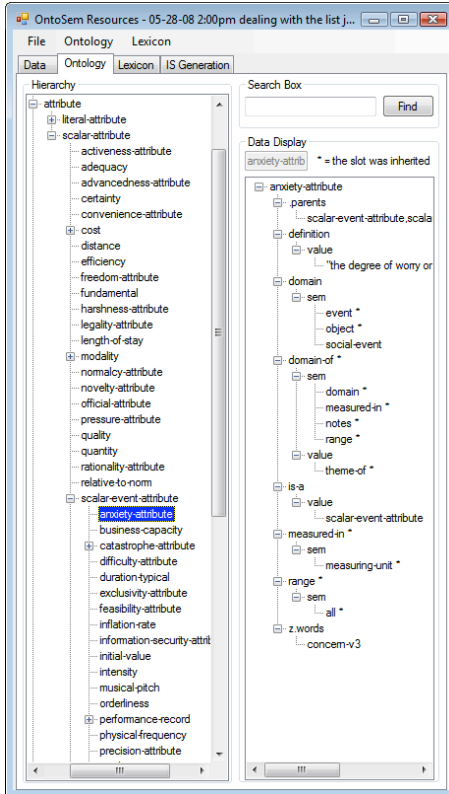 OntoSem Resources - 05-28-08 2:00pm dealing with the list j...
File Ontology Lexicon
Data Ontology Lexicon IS Generation
Hierarchy
attribute
literal-attribute
scalar-attribute
activeness-attribute
adequacy
advancedness-attribute
certainty
convenience-attribute
cost
distance
efficiency
freedom-attribute
fundamental
harshness-attribute
legality-attribute
length-of-stay
modality
normalcy-attribute
novelty-attribute
official-attribute
pressure-attribute
quality
quantity
rationality-attribute
relative-to-norm
scalar-event-attribute
anxiety-attribute
business-capacity
catastrophe-attribute
difficulty-attribute
duration-typical
exclusivity-attribute
feasibility-attribute
inflation-rate
information-security-attrib
initial-value
intensity
musical-pitch
orderliness
performance-record
physical-frequency
precision-attribute
Search Box
Find
Data Display
anxiety-attrib * = the slot was inherited
anxiety-attribute
.parents
scalar-event-attribute,scala
definition
value
"the degree of worry or
domain
sem
event *
object *
social-event
domain-of *
sem
domain *
measured-in *
notes *
range *
value
theme-of *
is-a
value
scalar-event-attribute
measured-in *
sem
measuring-unit *
range *
sem
all *
z.words
concern-v3